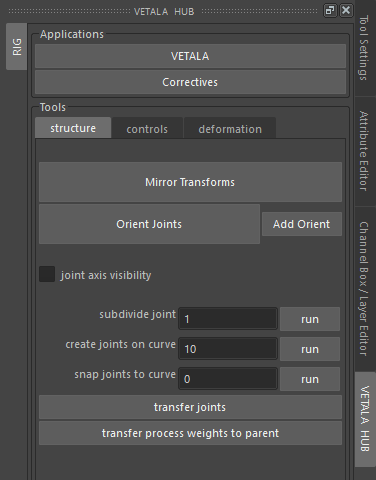 VETALA HUB
RIG
Applications
VETALA
Correctives
Tools
structure controls deformation
Mirror Transforms
Orient Joints Add Orient
joint axis visibility
subdivide joint 1 run
create joints on curve 10 run
snap joints to curve 0 run
transfer joints
transfer process weights to parent
Tool Settings
Attribute Editor
Channel Box / Layer Editor
VETALA HUB